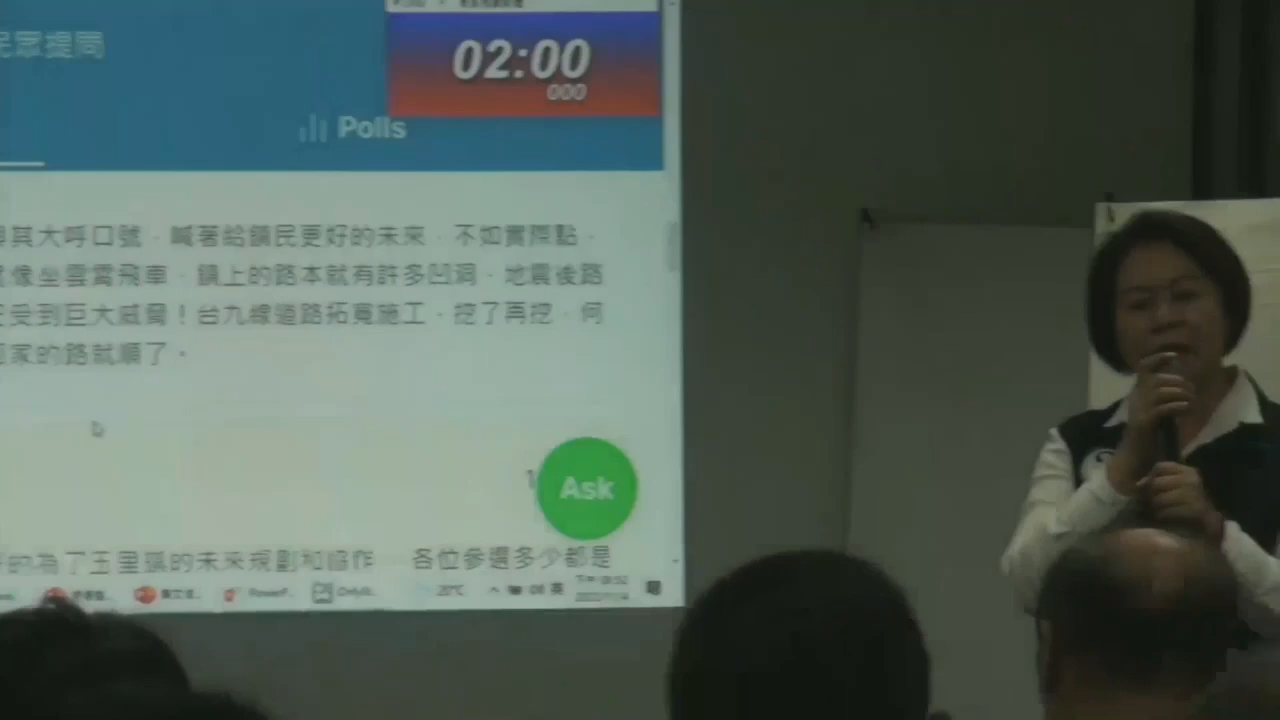 民眾提問
02:00
000
Polls
其大呼口號，喊著給鎮民更好的未來，不如實際點，
像坐雲霄飛車，鎮上的路本就有許多凹洞，地震後路
受到巨大威脅！台九線道路拓寬施工，挖了再挖，何
家的路就順了。
1
Ask
的為了玉里鎮的未來規劃和協作，各位參選多少都是
20°C
英